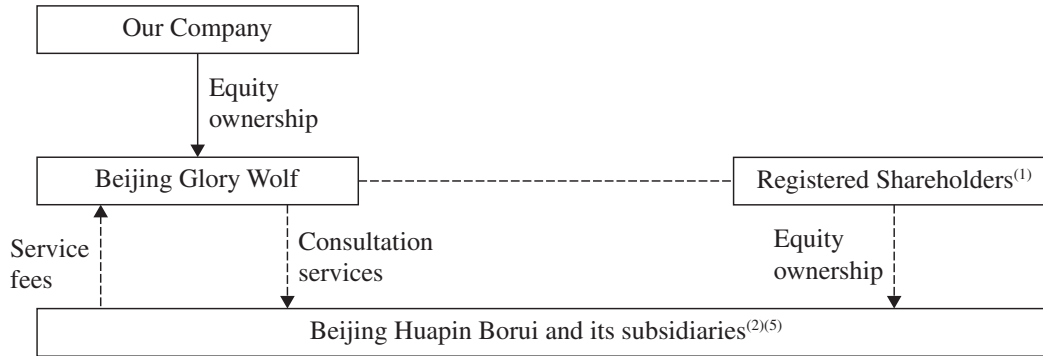 Our Company
Equity
ownership
Beijing Glory Wolf
Registered Shareholders(1)
Service
fees
Consultation
services
Equity
ownership
Beijing Huapin Borui and its subsidiaries(2)(5)